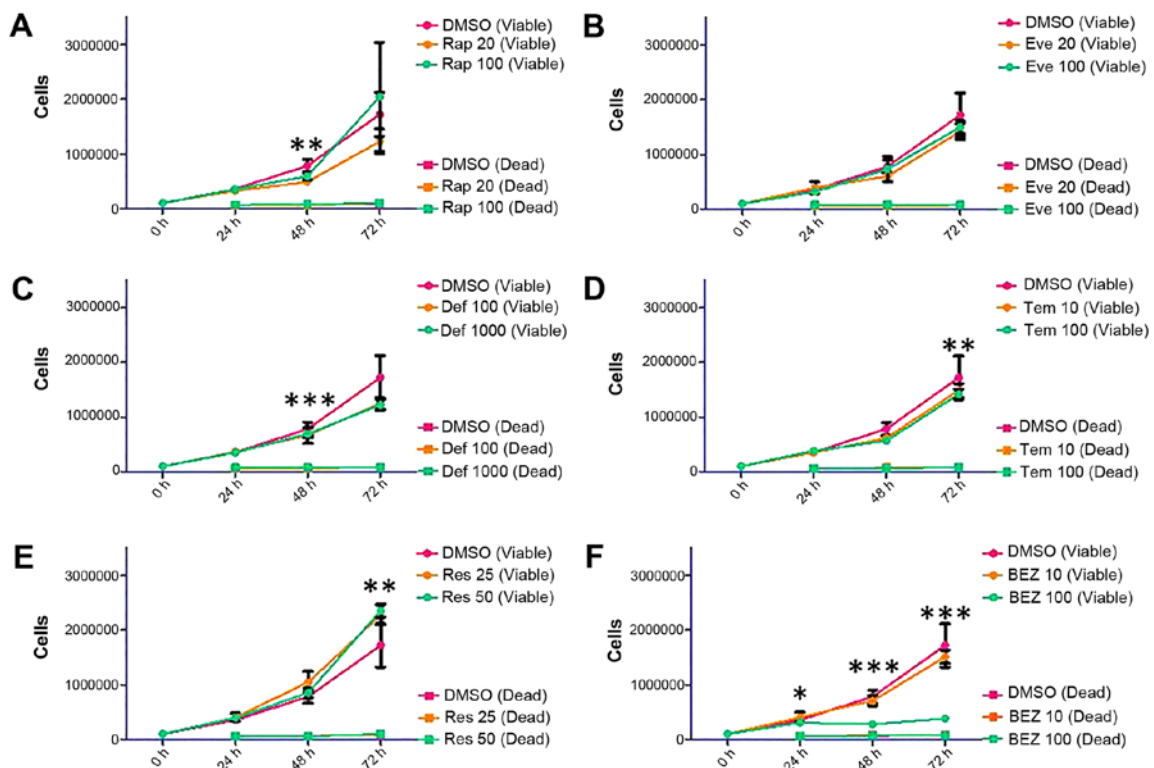 A
DMSO (Viable)
Rap 20 (Viable)
Rap 100 (Viable)
3000000
2000000
1000000
0
Cells
**
DMSO (Dead)
Rap 20 (Dead)
Rap 100 (Dead)
0 h
24 h
48 h
72 h
B
DMSO (Viable)
Eve 20 (Viable)
Eve 100 (Viable)
3000000
2000000
1000000
0
Cells
DMSO (Dead)
Eve 20 (Dead)
Eve 100 (Dead)
0 h
24 h
48 h
72 h
C
DMSO (Viable)
Def 100 (Viable)
Def 1000 (Viable)
3000000
2000000
1000000
0
Cells
***
DMSO (Dead)
Def 100 (Dead)
Def 1000 (Dead)
0 h
24 h
48 h
72 h
D
DMSO (Viable)
Tem 10 (Viable)
Tem 100 (Viable)
3000000
2000000
1000000
0
Cells
**
DMSO (Dead)
Tem 10 (Dead)
Tem 100 (Dead)
0 h
24 h
48 h
72 h
E
DMSO (Viable)
Res 25 (Viable)
Res 50 (Viable)
3000000
2000000
1000000
0
Cells
**
DMSO (Dead)
Res 25 (Dead)
Res 50 (Dead)
0 h
24 h
48 h
72 h
F
DMSO (Viable)
BEZ 10 (Viable)
BEZ 100 (Viable)
3000000
2000000
1000000
0
Cells
*
***
***
DMSO (Dead)
BEZ 10 (Dead)
BEZ 100 (Dead)
0 h
24 h
48 h
72 h